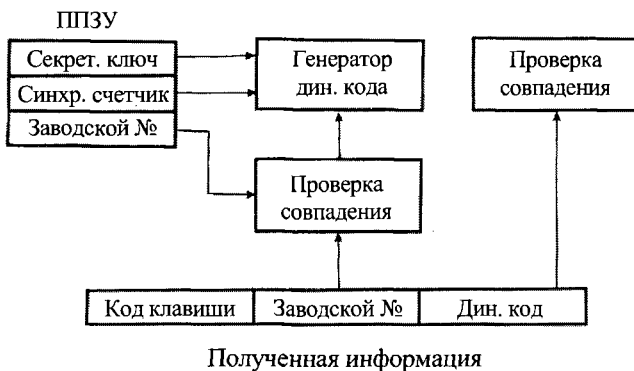 ППЗУ
Секрет. ключ
Синхр. счетчик
Заводской №
Генератор
дин. кода
Проверка
совпадения
Проверка
совпадения
Код клавиши
Заводской №
Дин. код
Полученная информация